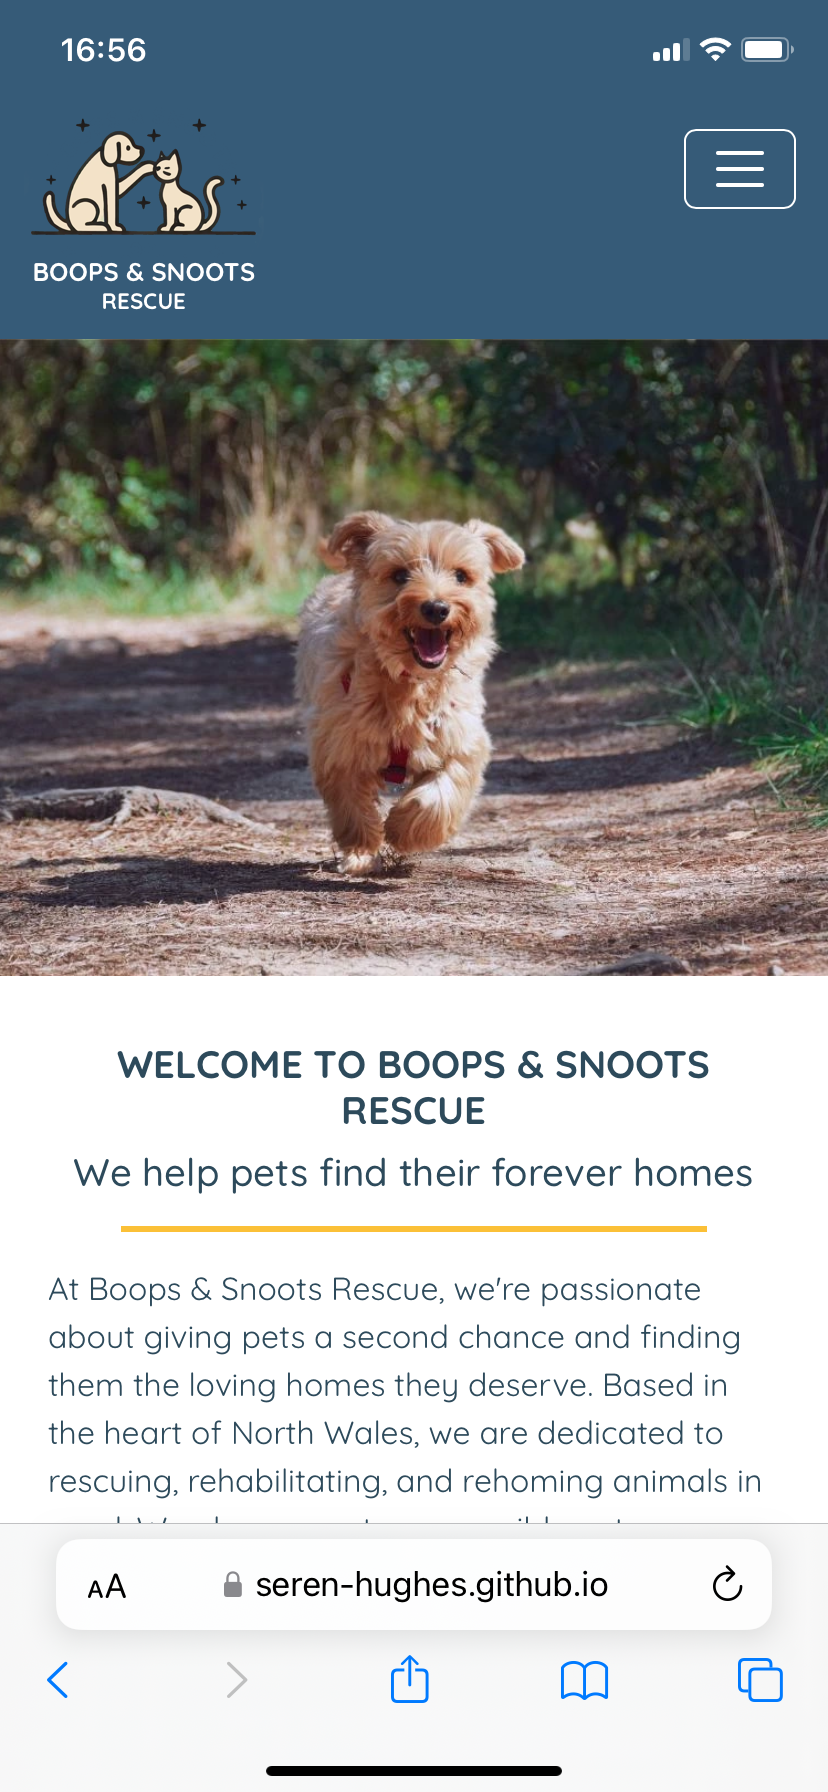 16:56
BOOPS & SNOOTS
RESCUE
WELCOME TO BOOPS & SNOOTS
RESCUE
We help pets find their forever homes
At Boops & Snoots Rescue, we're passionate
about giving pets a second chance and finding
them the loving homes they deserve. Based in
the heart of North Wales, we are dedicated to
rescuing, rehabilitating, and rehoming animals in
AA
seren-hughes.github.io